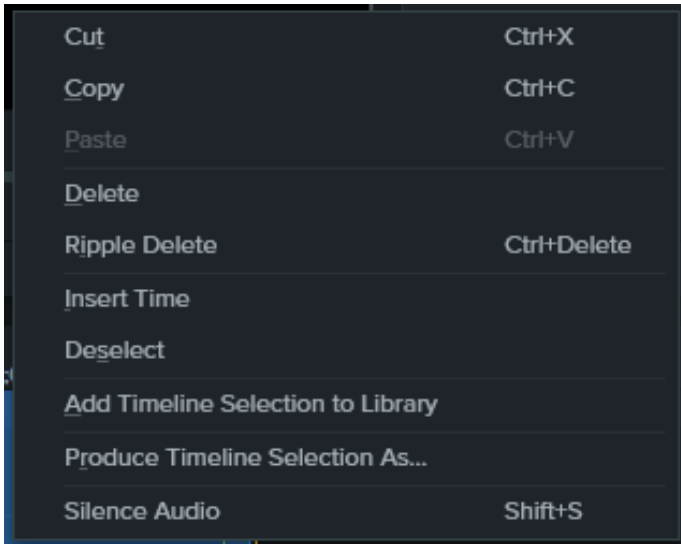 Cut Ctrl+X
Copy Ctrl+C
Paste Ctrl+V
Delete
Ripple Delete Ctrl+Delete
Insert Time
Deselect
Add Timeline Selection to Library
Produce Timeline Selection As...
Silence Audio Shift+S